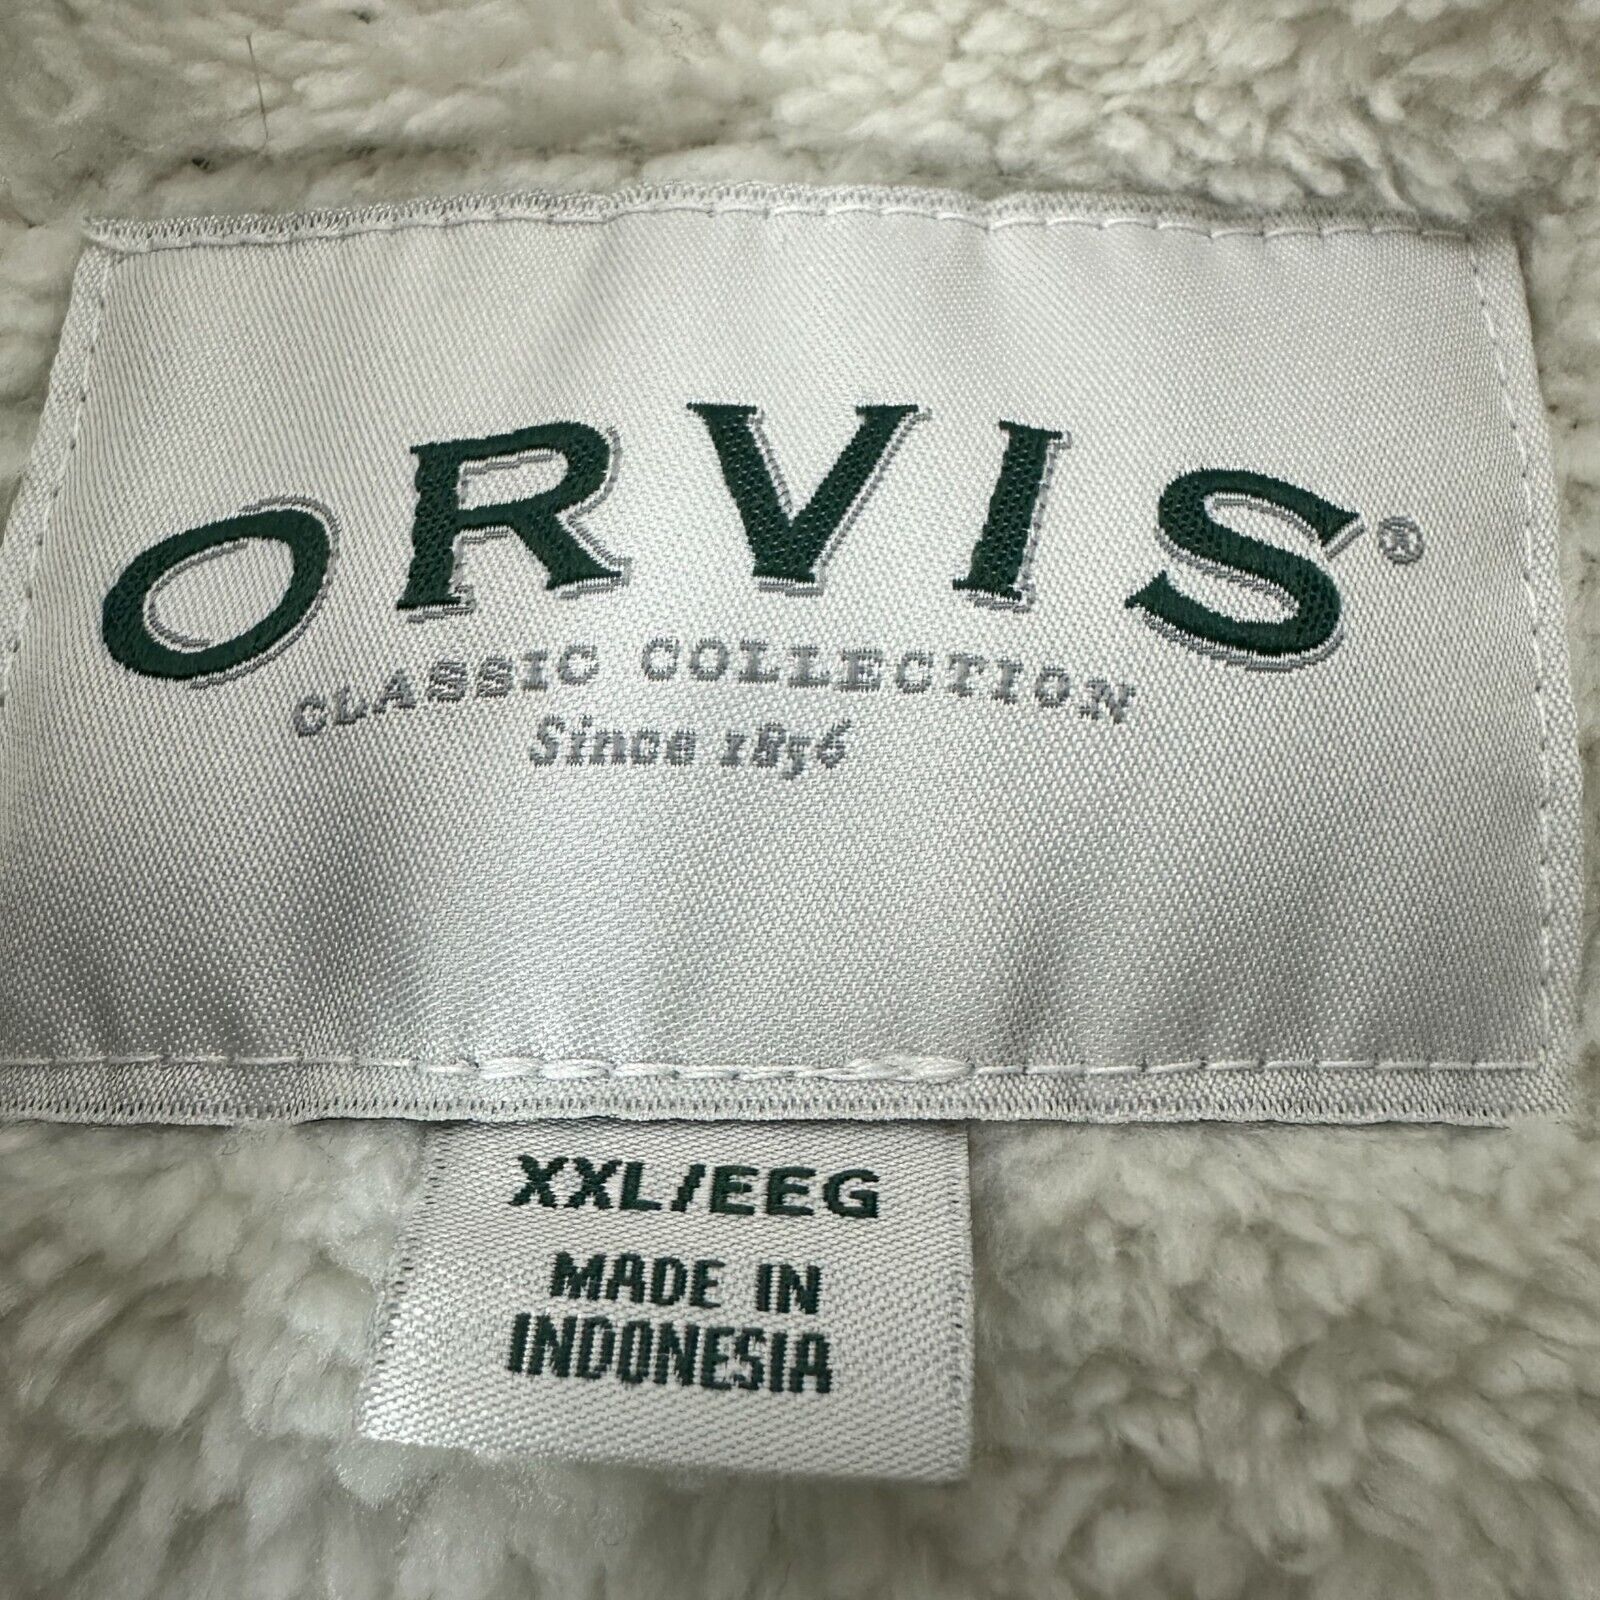 ORVIS®
CLASSIC COLLECTION
Since 1856
XXL/EEG
MADE IN
INDONESIA